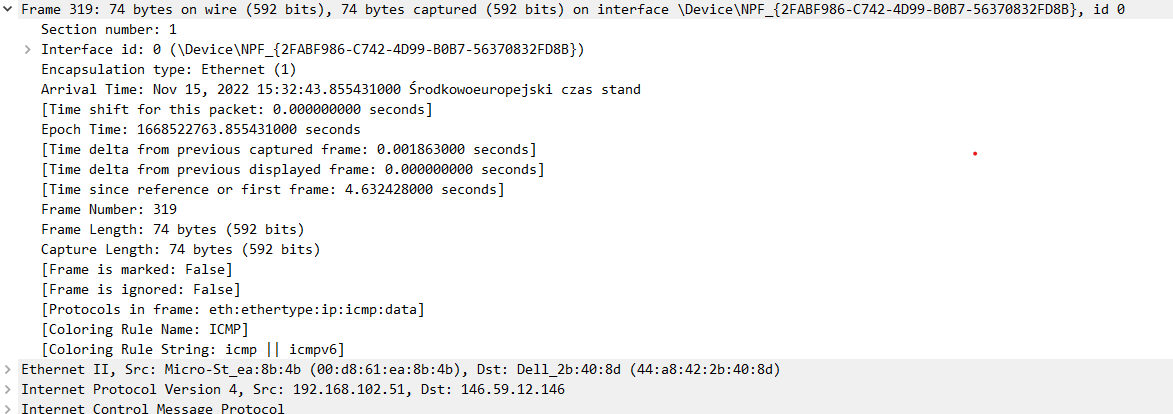 Frame 319: 74 bytes on wire (592 bits), 74 bytes captured (592 bits) on interface \Device\NPF_{2FABF986-C742-4D99-B0B7-56370832FD8B}, id 0
Section number: 1
Interface id: 0 (\Device\NPF_{2FABF986-C742-4D99-B0B7-56370832FD8B})
Encapsulation type: Ethernet (1)
Arrival Time: Nov 15, 2022 15:32:43.855431000 Środkowoeuropejski czas stand
[Time shift for this packet: 0.000000000 seconds]
Epoch Time: 1668522763.855431000 seconds
[Time delta from previous captured frame: 0.001863000 seconds]
[Time delta from previous displayed frame: 0.000000000 seconds]
[Time since reference or first frame: 4.632428000 seconds]
Frame Number: 319
Frame Length: 74 bytes (592 bits)
Capture Length: 74 bytes (592 bits)
[Frame is marked: False]
[Frame is ignored: False]
[Protocols in frame: eth:ethertype:ip:icmp:data]
[Coloring Rule Name: ICMP]
[Coloring Rule String: icmp || icmpv6]
Ethernet II, Src: Micro-St_ea:8b:4b (00:d8:61:ea:8b:4b), Dst: Dell_2b:40:8d (44:a8:42:2b:40:8d)
Internet Protocol Version 4, Src: 192.168.102.51, Dst: 146.59.12.146
Internet Control Message Protocol